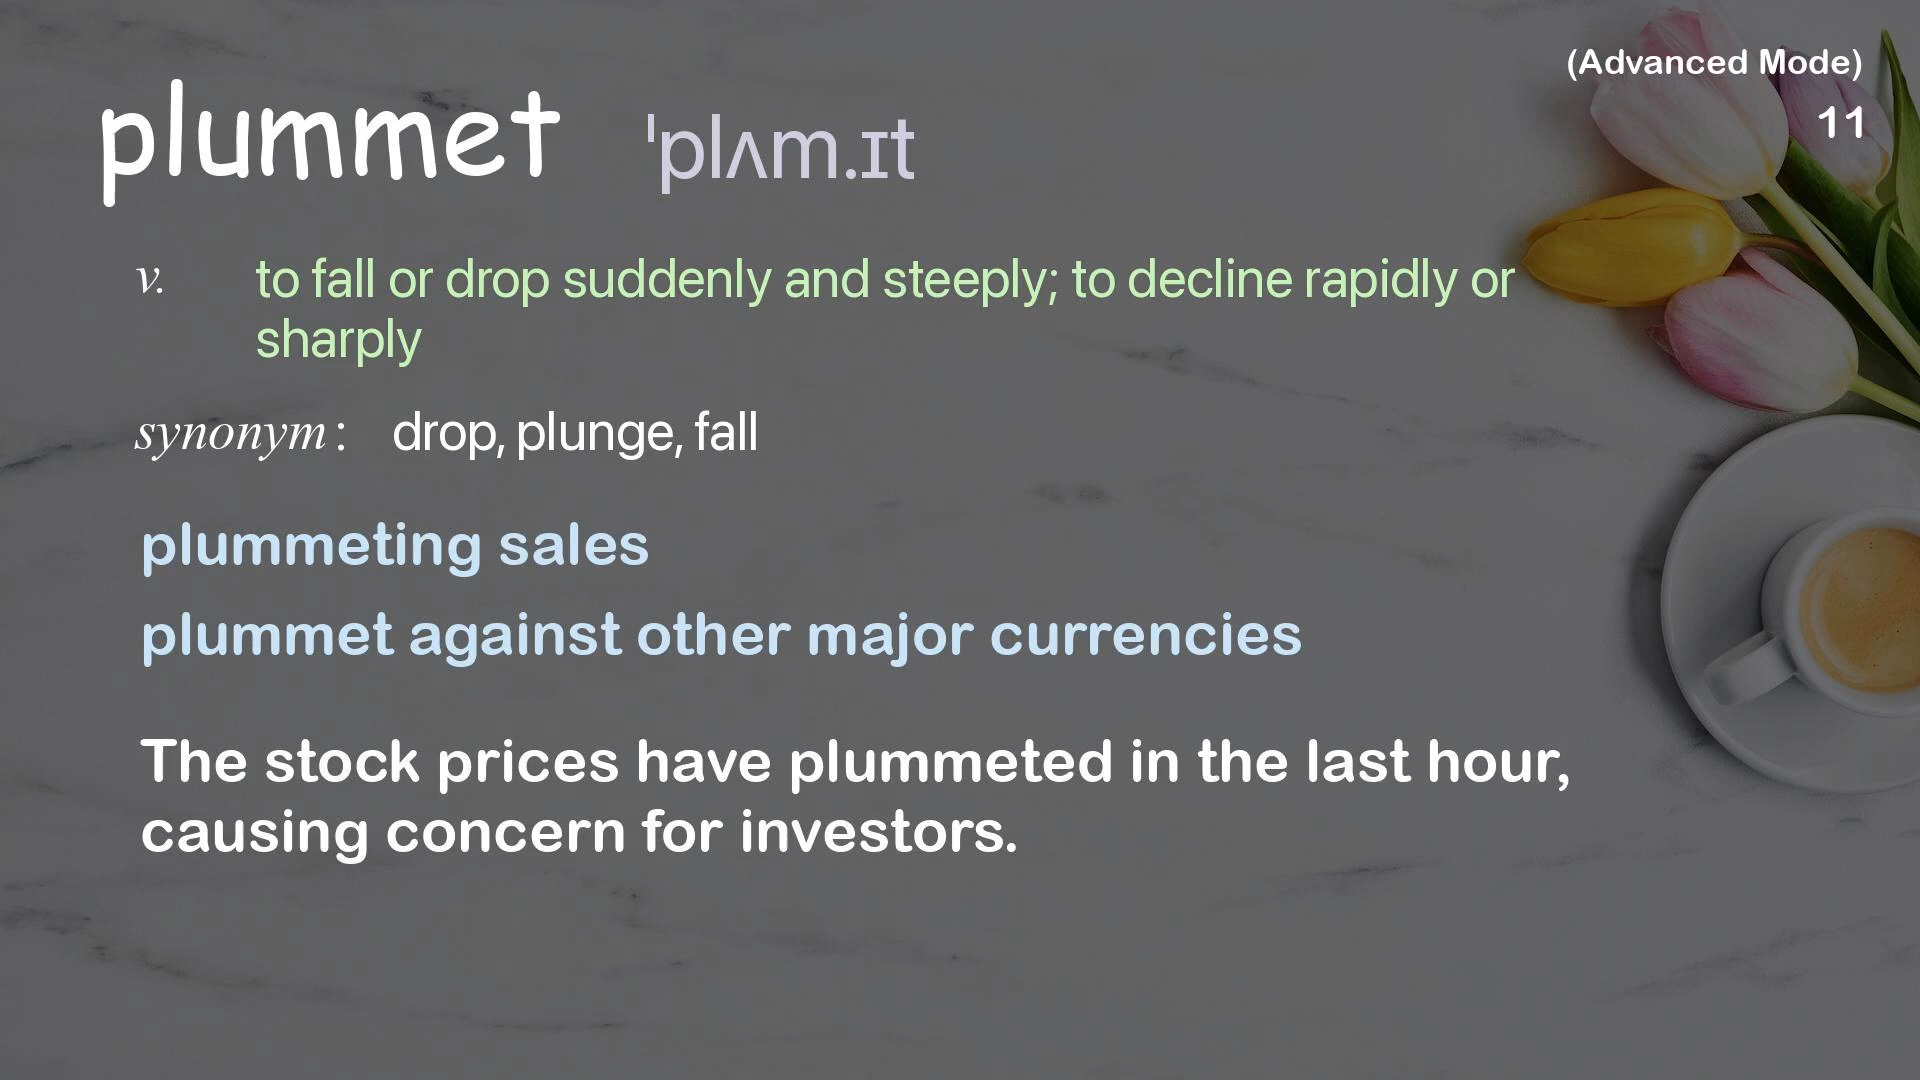 (Advanced Mode)
11
plummet ˈplʌm.ɪt
v. to fall or drop suddenly and steeply; to decline rapidly or
sharply
synonym: drop, plunge, fall
plummeting sales
plummet against other major currencies
The stock prices have plummeted in the last hour,
causing concern for investors.